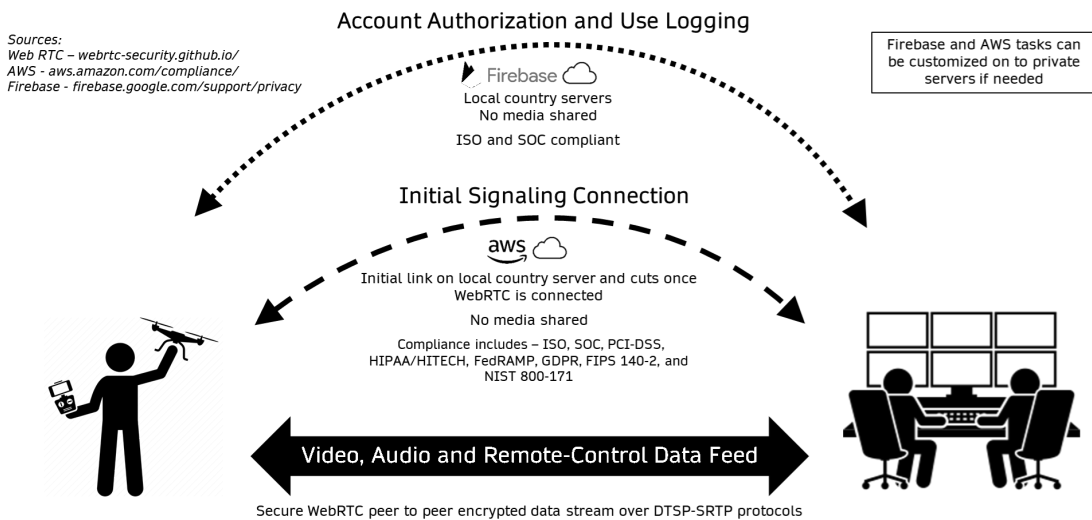 Account Authorization and Use Logging
Sources:
Web RTC – webrtc-security.github.io/
AWS - aws.amazon.com/compliance/
Firebase - firebase.google.com/support/privacy
Firebase and AWS tasks can
be customized on to private
servers if needed
Firebase
Local country servers
No media shared
ISO and SOC compliant
Initial Signaling Connection
aws
Initial link on local country server and cuts once
WebRTC is connected
No media shared
Compliance includes – ISO, SOC, PCI-DSS,
HIPAA/HITECH, FedRAMP, GDPR, FIPS 140-2, and
NIST 800-171
Video, Audio and Remote-Control Data Feed
Secure WebRTC peer to peer encrypted data stream over DTSP-SRTP protocols